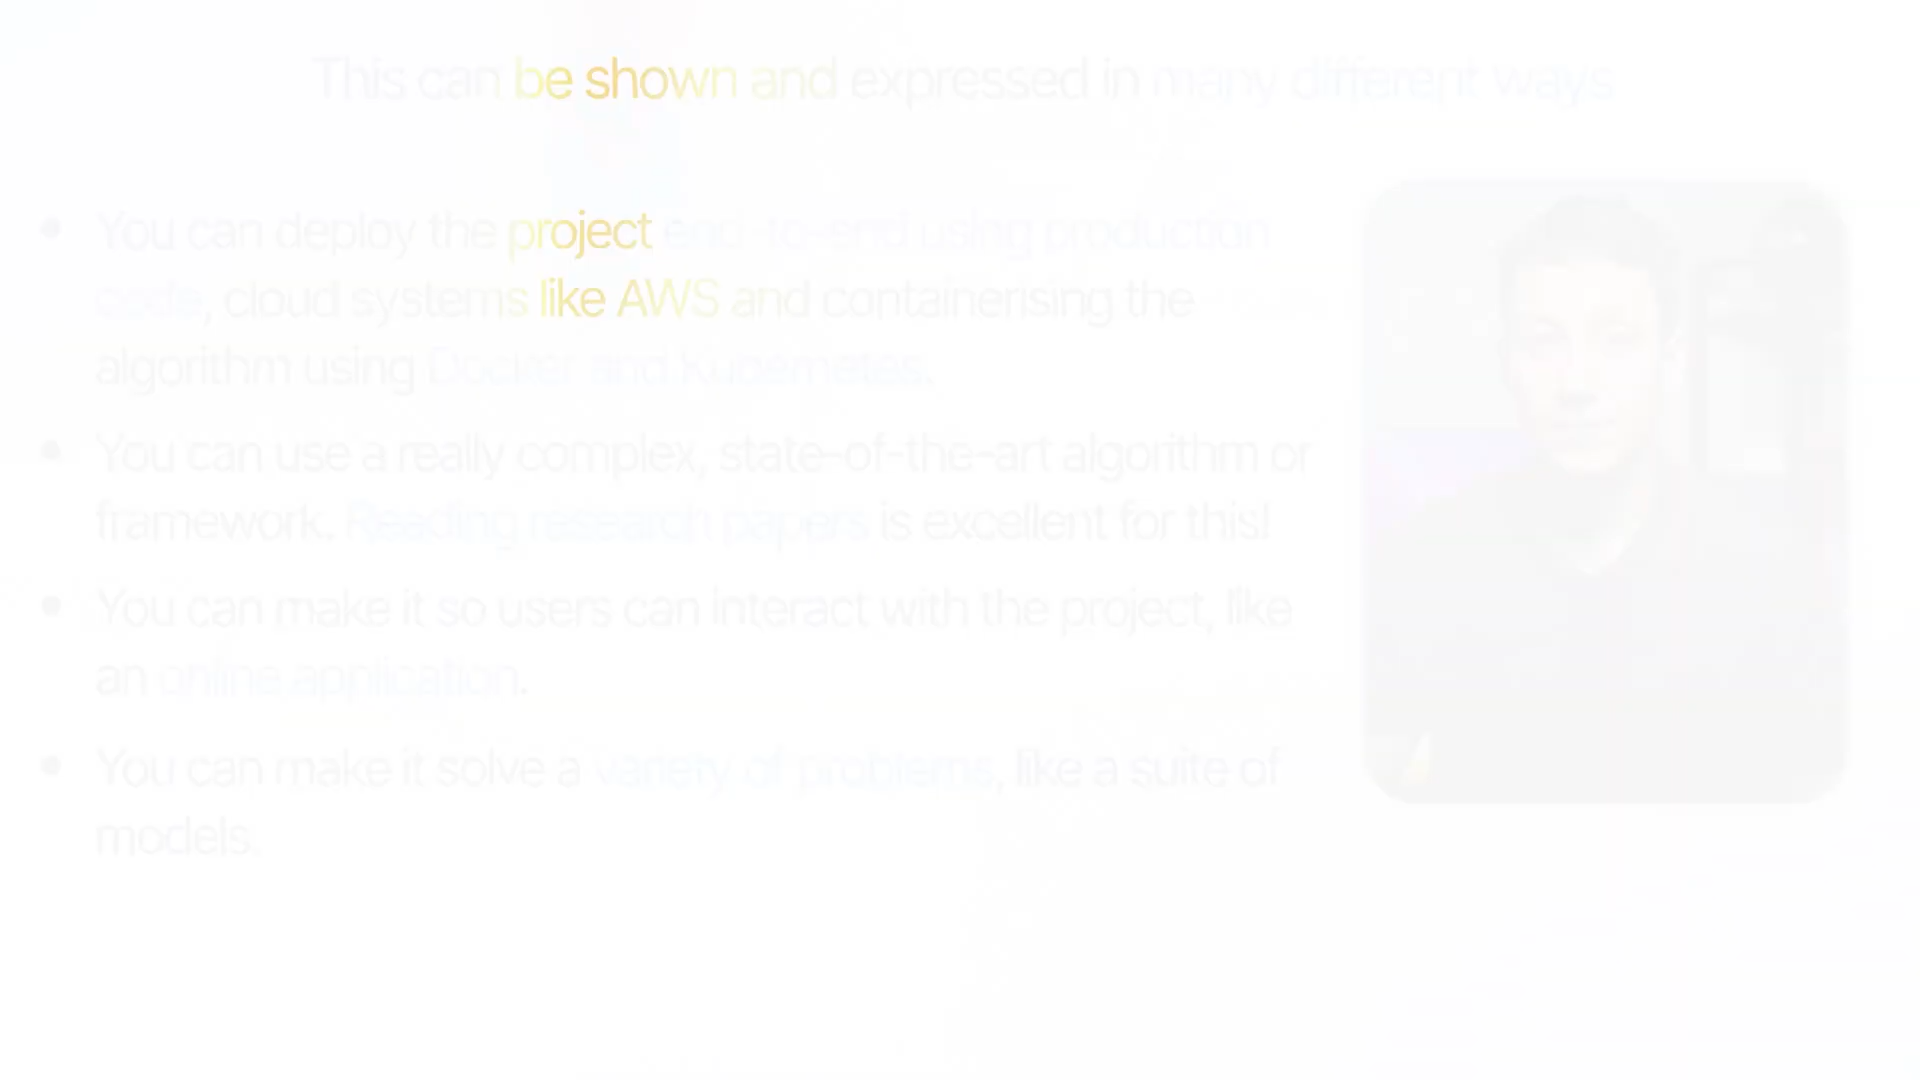 This can be shown and expressed in many different ways
You can deploy the project end-to-end using production
code, cloud systems like AWS and containerising the
algorithm using Docker and Kubernetes.
You can use a really complex, state-of-the-art algorithm or
framework. Reading research papers is excellent for this!
You can make it so users can interact with the project, like
an online application.
You can make it solve a variety of problems, like a suite of
models.